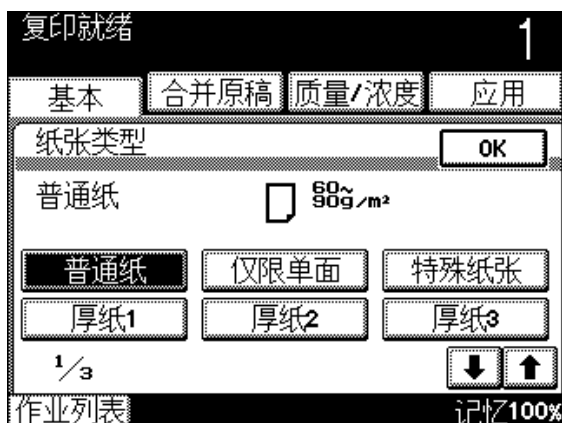 复印就绪 1
基本 合并原稿 质量/浓度 应用
纸张类型 OK
普通纸 60~90g/m²
普通纸 仅限单面 特殊纸张
厚纸1 厚纸2 厚纸3
1/3
作业列表 记忆100%